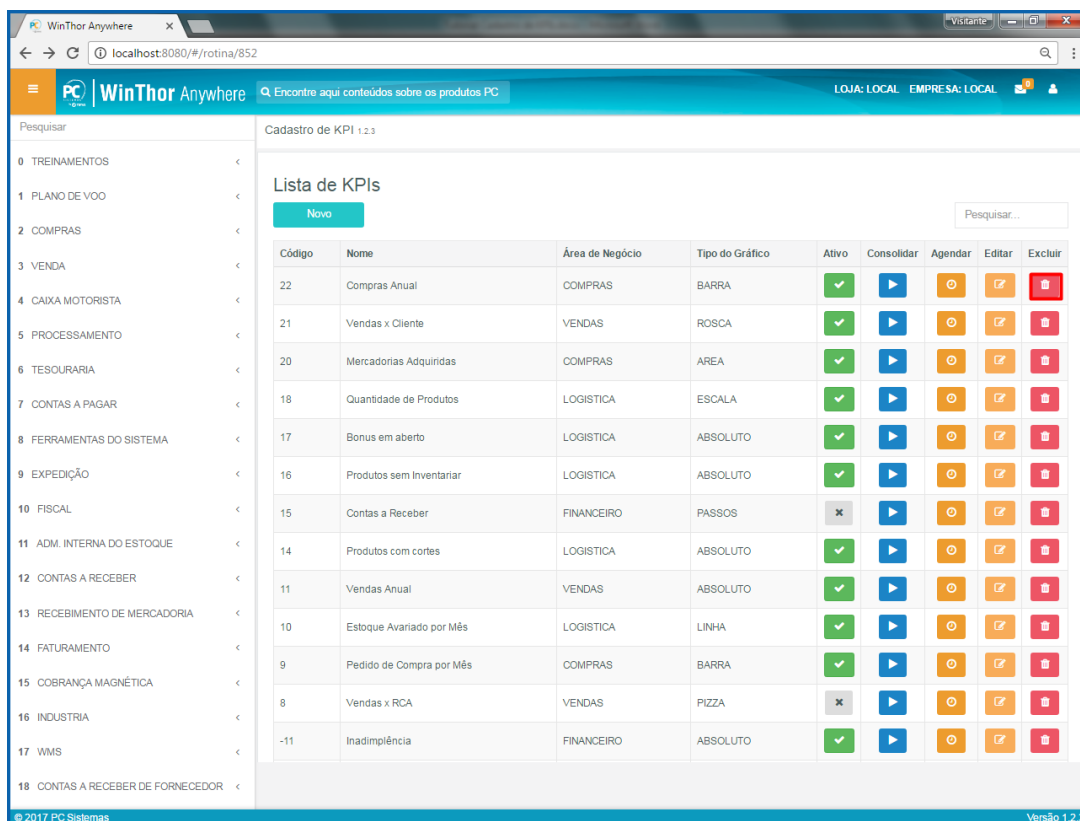 WinThor Anywhere
Visitante
localhost:8080/#/rotina/852
PC | WinThor Anywhere Encontre aqui conteúdos sobre os produtos PC LOJA: LOCAL EMPRESA: LOCAL 0
Pesquisar
Cadastro de KPI 1.2.3
0 TREINAMENTOS
1 PLANO DE VOO
2 COMPRAS
3 VENDA
4 CAIXA MOTORISTA
5 PROCESSAMENTO
6 TESOURARIA
7 CONTAS A PAGAR
8 FERRAMENTAS DO SISTEMA
9 EXPEDIÇÃO
10 FISCAL
11 ADM. INTERNA DO ESTOQUE
12 CONTAS A RECEBER
13 RECEBIMENTO DE MERCADORIA
14 FATURAMENTO
15 COBRANÇA MAGNÉTICA
16 INDUSTRIA
17 WMS
18 CONTAS A RECEBER DE FORNECEDOR
Lista de KPIs
Novo
Pesquisar...
Código Nome Área de Negócio Tipo do Gráfico Ativo Consolidar Agendar Editar Excluir
22 Compras Anual COMPRAS BARRA
21 Vendas x Cliente VENDAS ROSCA
20 Mercadorias Adquiridas COMPRAS AREA
18 Quantidade de Produtos LOGISTICA ESCALA
17 Bonus em aberto LOGISTICA ABSOLUTO
16 Produtos sem Inventariar LOGISTICA ABSOLUTO
15 Contas a Receber FINANCEIRO PASSOS
14 Produtos com cortes LOGISTICA ABSOLUTO
11 Vendas Anual VENDAS ABSOLUTO
10 Estoque Avariado por Mês LOGISTICA LINHA
9 Pedido de Compra por Mês COMPRAS BARRA
8 Vendas x RCA VENDAS PIZZA
-11 Inadimplência FINANCEIRO ABSOLUTO
© 2017 PC Sistemas
Versão 1.2.